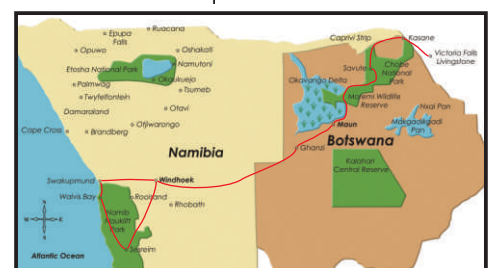 Ruacana
Epupa
Falls
Opuwo
Oshakati
Namutoni
Etosha National Park
Okaukuejo
Palmwag
Tsumeb
Twyfelfontein
Damaraland
Otavi
Otjiwarongo
Cape Cross
Brandberg
Namibia
Swakupmund
Windhoek
Walvis Bay
Rooiland
Rhobath
Namib
Naukluft
Park
Sesreim
Atlantic Ocean
Caprivi Strip
Kasane
Victoria Falls
Livingstone
Savute
Chobe
National
Park
Okavango Delta
Moremi Wildlife
Reserve
Nxai Pan
Maun
Makgadikgadi
Pan
Botswana
Ghanzi
Kalahari
Central Reserve